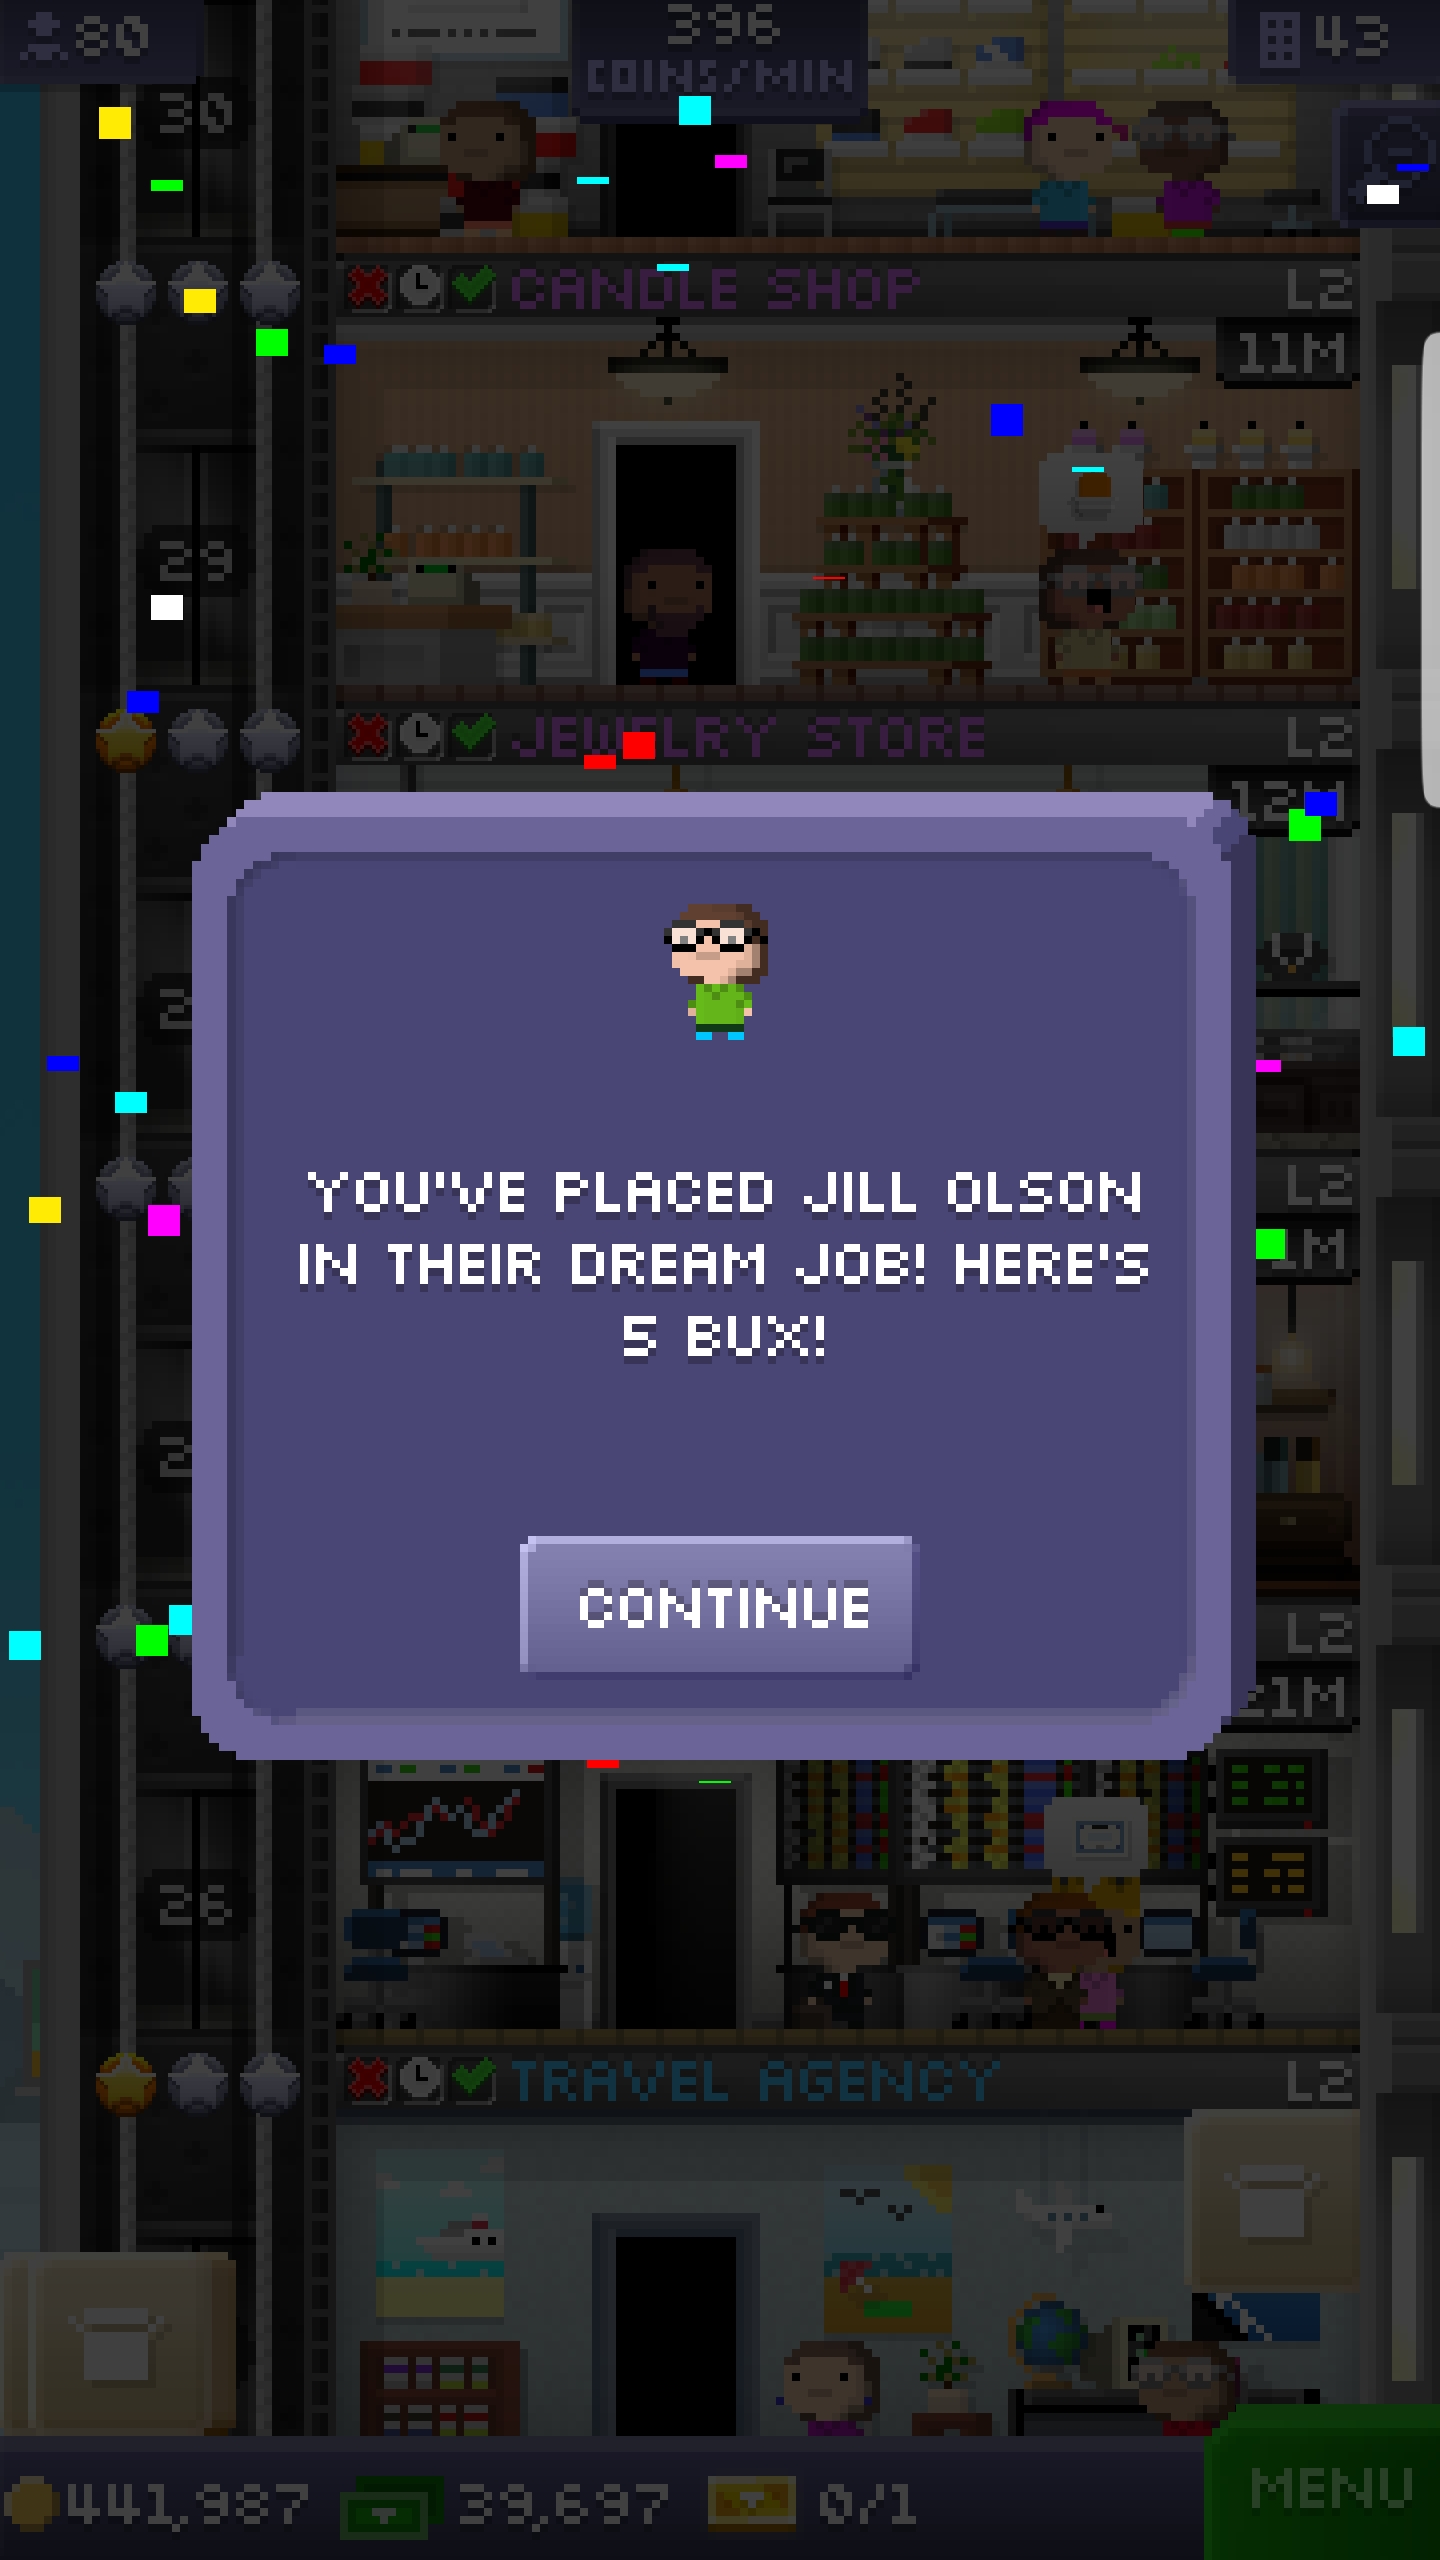 80
396
COINS/MIN
43
30
CANDLE SHOP
L2
11M
29
JEWELRY STORE
L2
12M
YOU'VE PLACED JILL OLSON
IN THEIR DREAM JOB! HERE'S
5 BUX!
L2
CONTINUE
L2
21M
26
TRAVEL AGENCY
L2
441,987
39,697
0/1
MENU